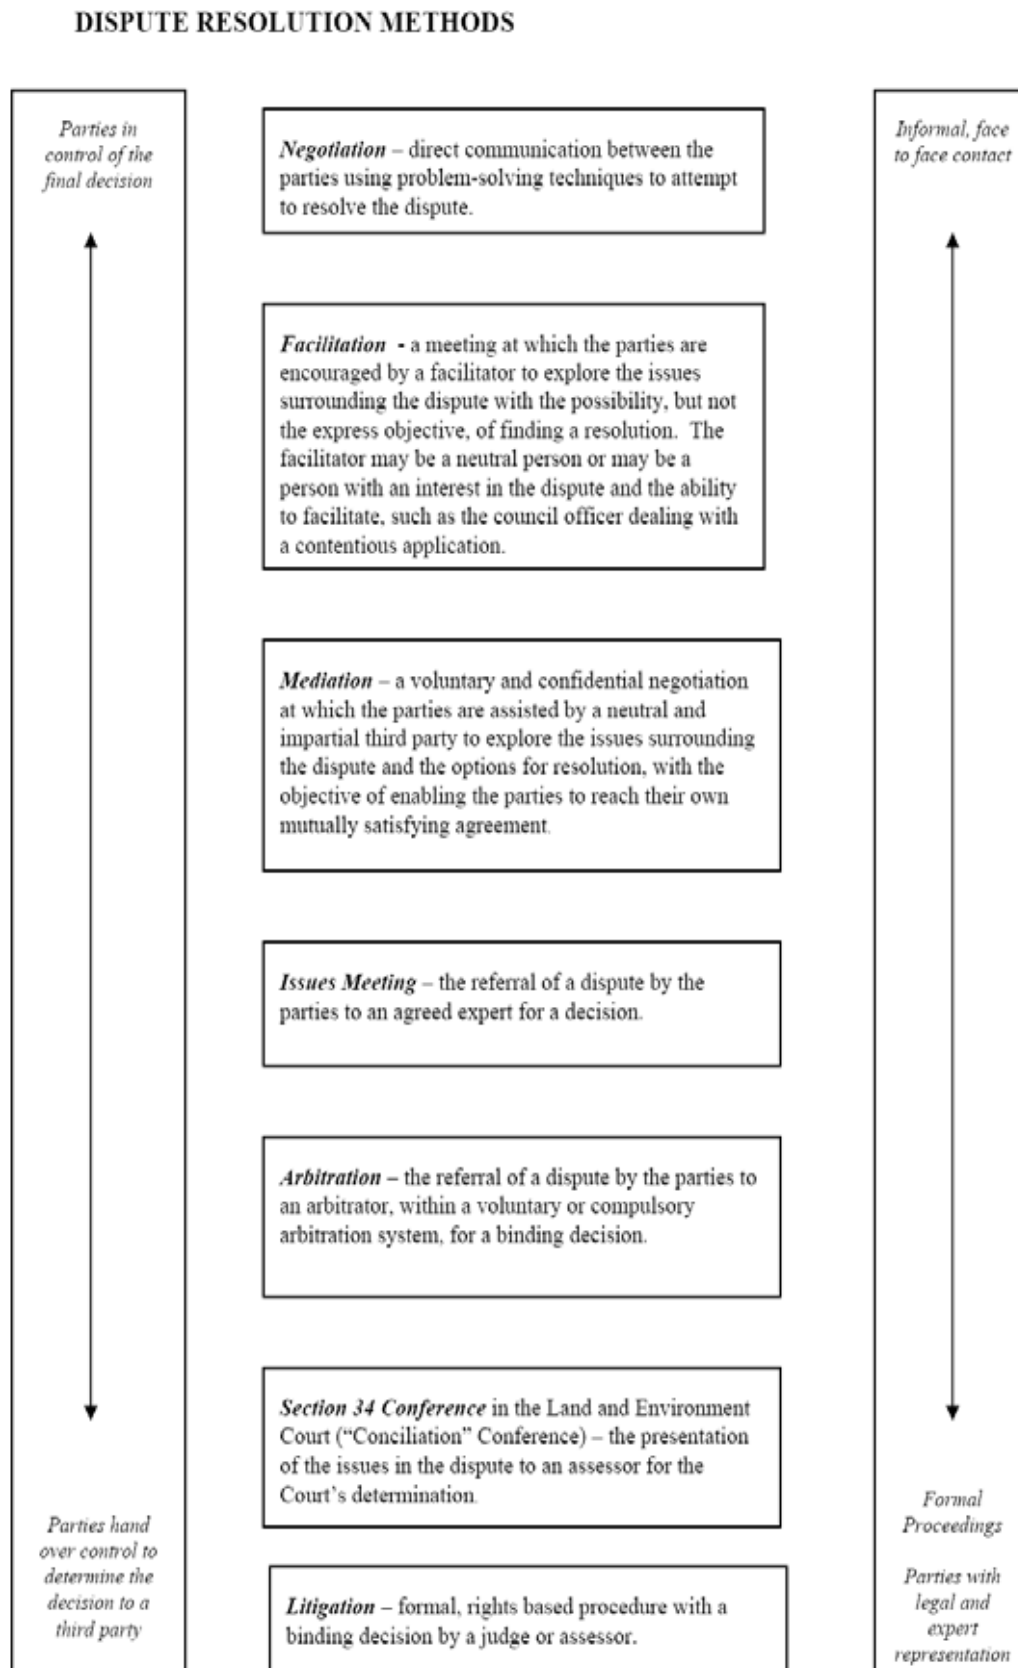 DISPUTE RESOLUTION METHODS
Parties in
control of the
final decision
Informal, face
to face contact
Negotiation – direct communication between the
parties using problem-solving techniques to attempt
to resolve the dispute.
Facilitation - a meeting at which the parties are
encouraged by a facilitator to explore the issues
surrounding the dispute with the possibility, but not
the express objective, of finding a resolution. The
facilitator may be a neutral person or may be a
person with an interest in the dispute and the ability
to facilitate, such as the council officer dealing with
a contentious application.
Mediation – a voluntary and confidential negotiation
at which the parties are assisted by a neutral and
impartial third party to explore the issues surrounding
the dispute and the options for resolution, with the
objective of enabling the parties to reach their own
mutually satisfying agreement.
Issues Meeting – the referral of a dispute by the
parties to an agreed expert for a decision.
Arbitration – the referral of a dispute by the parties to
an arbitrator, within a voluntary or compulsory
arbitration system, for a binding decision.
Section 34 Conference in the Land and Environment
Court (“Conciliation” Conference) – the presentation
of the issues in the dispute to an assessor for the
Court’s determination.
Litigation – formal, rights based procedure with a
binding decision by a judge or assessor.
Parties hand
over control to
determine the
decision to a
third party
Formal
Proceedings
Parties with
legal and
expert
representation